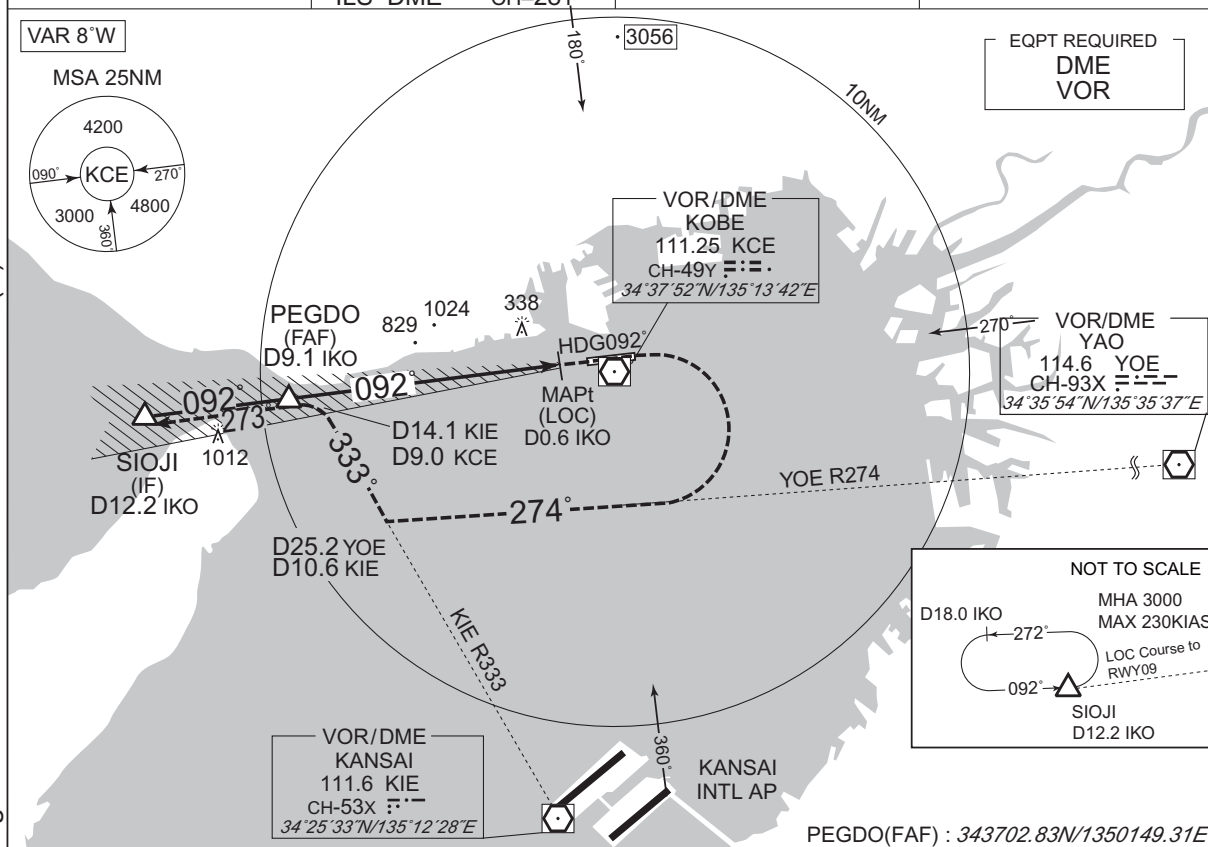 VAR 8°W
MSA 25NM
4200
090°
KCE
270°
3000
4800
360°
180°
3056
10NM
EQPT REQUIRED
DME
VOR
VOR/DME
KOBE
111.25 KCE
CH-49Y
34°37´52˝N/135°13´42˝E
PEGDO
(FAF)
D9.1 IKO
829
1024
338
HDG092°
270°
VOR/DME
YAO
114.6 YOE
CH-93X
34°35´54˝N/135°35´37˝E
092°
092°
273°
MAPt
(LOC)
D0.6 IKO
D14.1 KIE
D9.0 KCE
SIOJI
(IF)
D12.2 IKO
1012
333°
YOE R274
274°
D25.2 YOE
D10.6 KIE
KIE R333
NOT TO SCALE
MHA 3000
MAX 230KIAS
D18.0 IKO
272°
LOC Course to
RWY09
092°
SIOJI
D12.2 IKO
VOR/DME
KANSAI
111.6 KIE
CH-53X
34°25´33˝N/135°12´28˝E
360°
KANSAI
INTL AP
PEGDO(FAF) : 343702.83N/1350149.31E